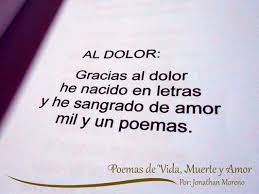 AL DOLOR:
Gracias al dolor
he nacido en letras
y he sangrado de amor
mil y un poemas.
Poemas de Vida, Muerte y Amor
Por: Jonathan Moreno